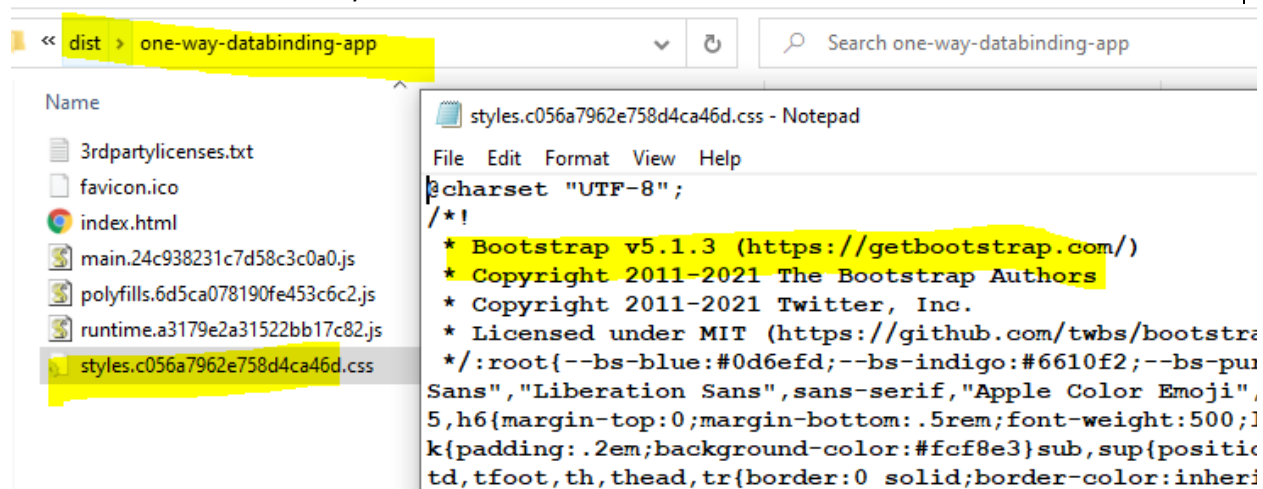 « dist > one-way-databinding-app
Search one-way-databinding-app
Name
3rdpartylicenses.txt
favicon.ico
index.html
main.24c938231c7d58c3c0a0.js
polyfills.6d5ca078190fe453c6c2.js
runtime.a3179e2a31522bb17c82.js
styles.c056a7962e758d4ca46d.css
styles.c056a7962e758d4ca46d.css - Notepad
File Edit Format View Help
@charset "UTF-8";
/*!
* Bootstrap v5.1.3 (https://getbootstrap.com/)
* Copyright 2011-2021 The Bootstrap Authors
* Copyright 2011-2021 Twitter, Inc.
* Licensed under MIT (https://github.com/twbs/bootstra
*/:root{--bs-blue:#0d6efd;--bs-indigo:#6610f2;--bs-pur
Sans","Liberation Sans",sans-serif,"Apple Color Emoji",
5,h6{margin-top:0;margin-bottom:.5rem;font-weight:500;l
k{padding:.2em;background-color:#fcf8e3}sub,sup{positio
td,tfoot,th,thead,tr{border:0 solid;border-color:inheri